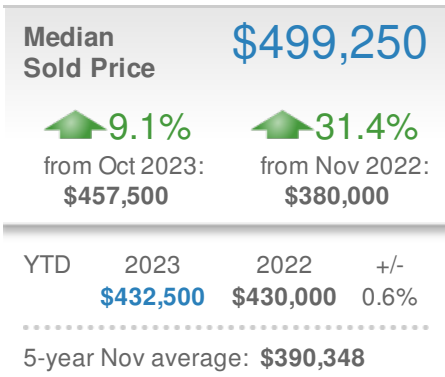 Median $499,250
Sold Price
9.1% 31.4%
from Oct 2023: from Nov 2022:
$457,500 $380,000
YTD 2023 2022 +/-
$432,500 $430,000 0.6%
5-year Nov average: $390,348